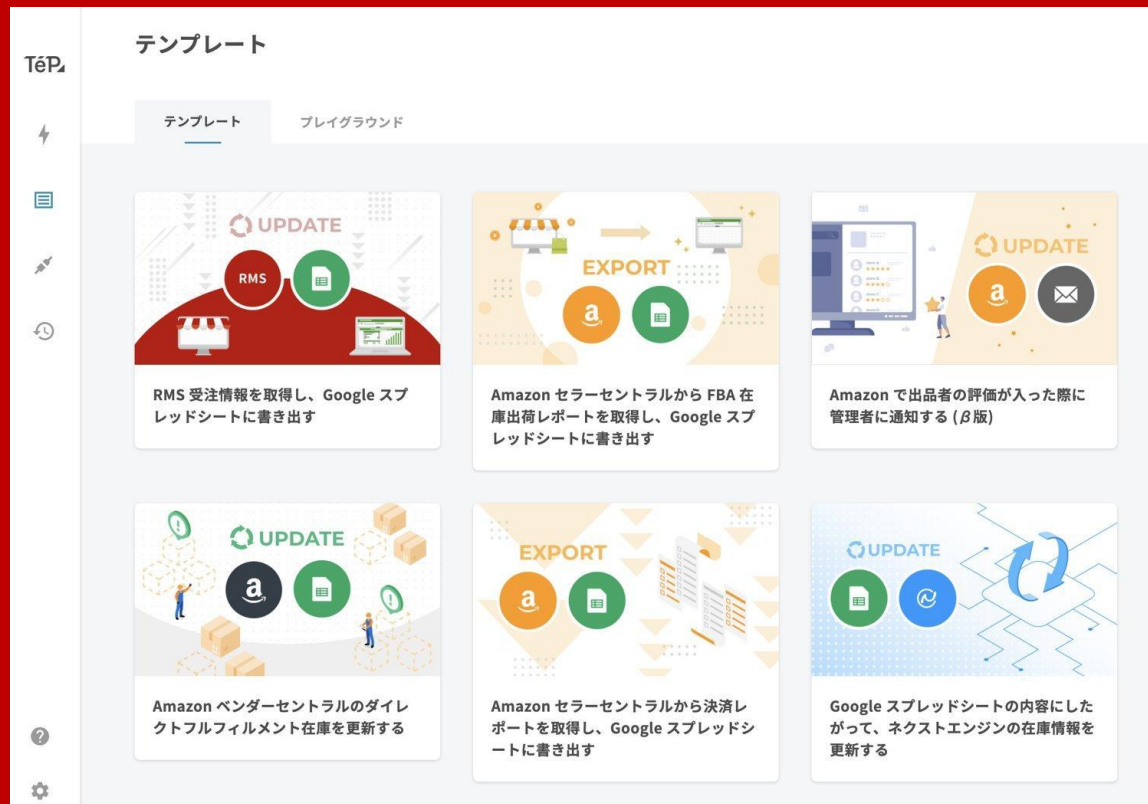 テンプレート
TéP
テンプレート
プレイグラウンド
UPDATE
RMS
RMS 受注情報を取得し、Google スプ
レッドシートに書き出す
EXPORT
a
Amazon セラーセントラルから FBA 在
庫出荷レポートを取得し、Google スプ
レッドシートに書き出す
UPDATE
a
Amazon で出品者の評価が入った際に
管理者に通知する (β版)
UPDATE
a
Amazon ベンダーセントラルのダイレ
クトフルフィルメント在庫を更新する
EXPORT
a
Amazon セラーセントラルから決済レ
ポートを取得し、Google スプレッドシ
ートに書き出す
UPDATE
Google スプレッドシートの内容にした
がって、ネクストエンジンの在庫情報を
更新する